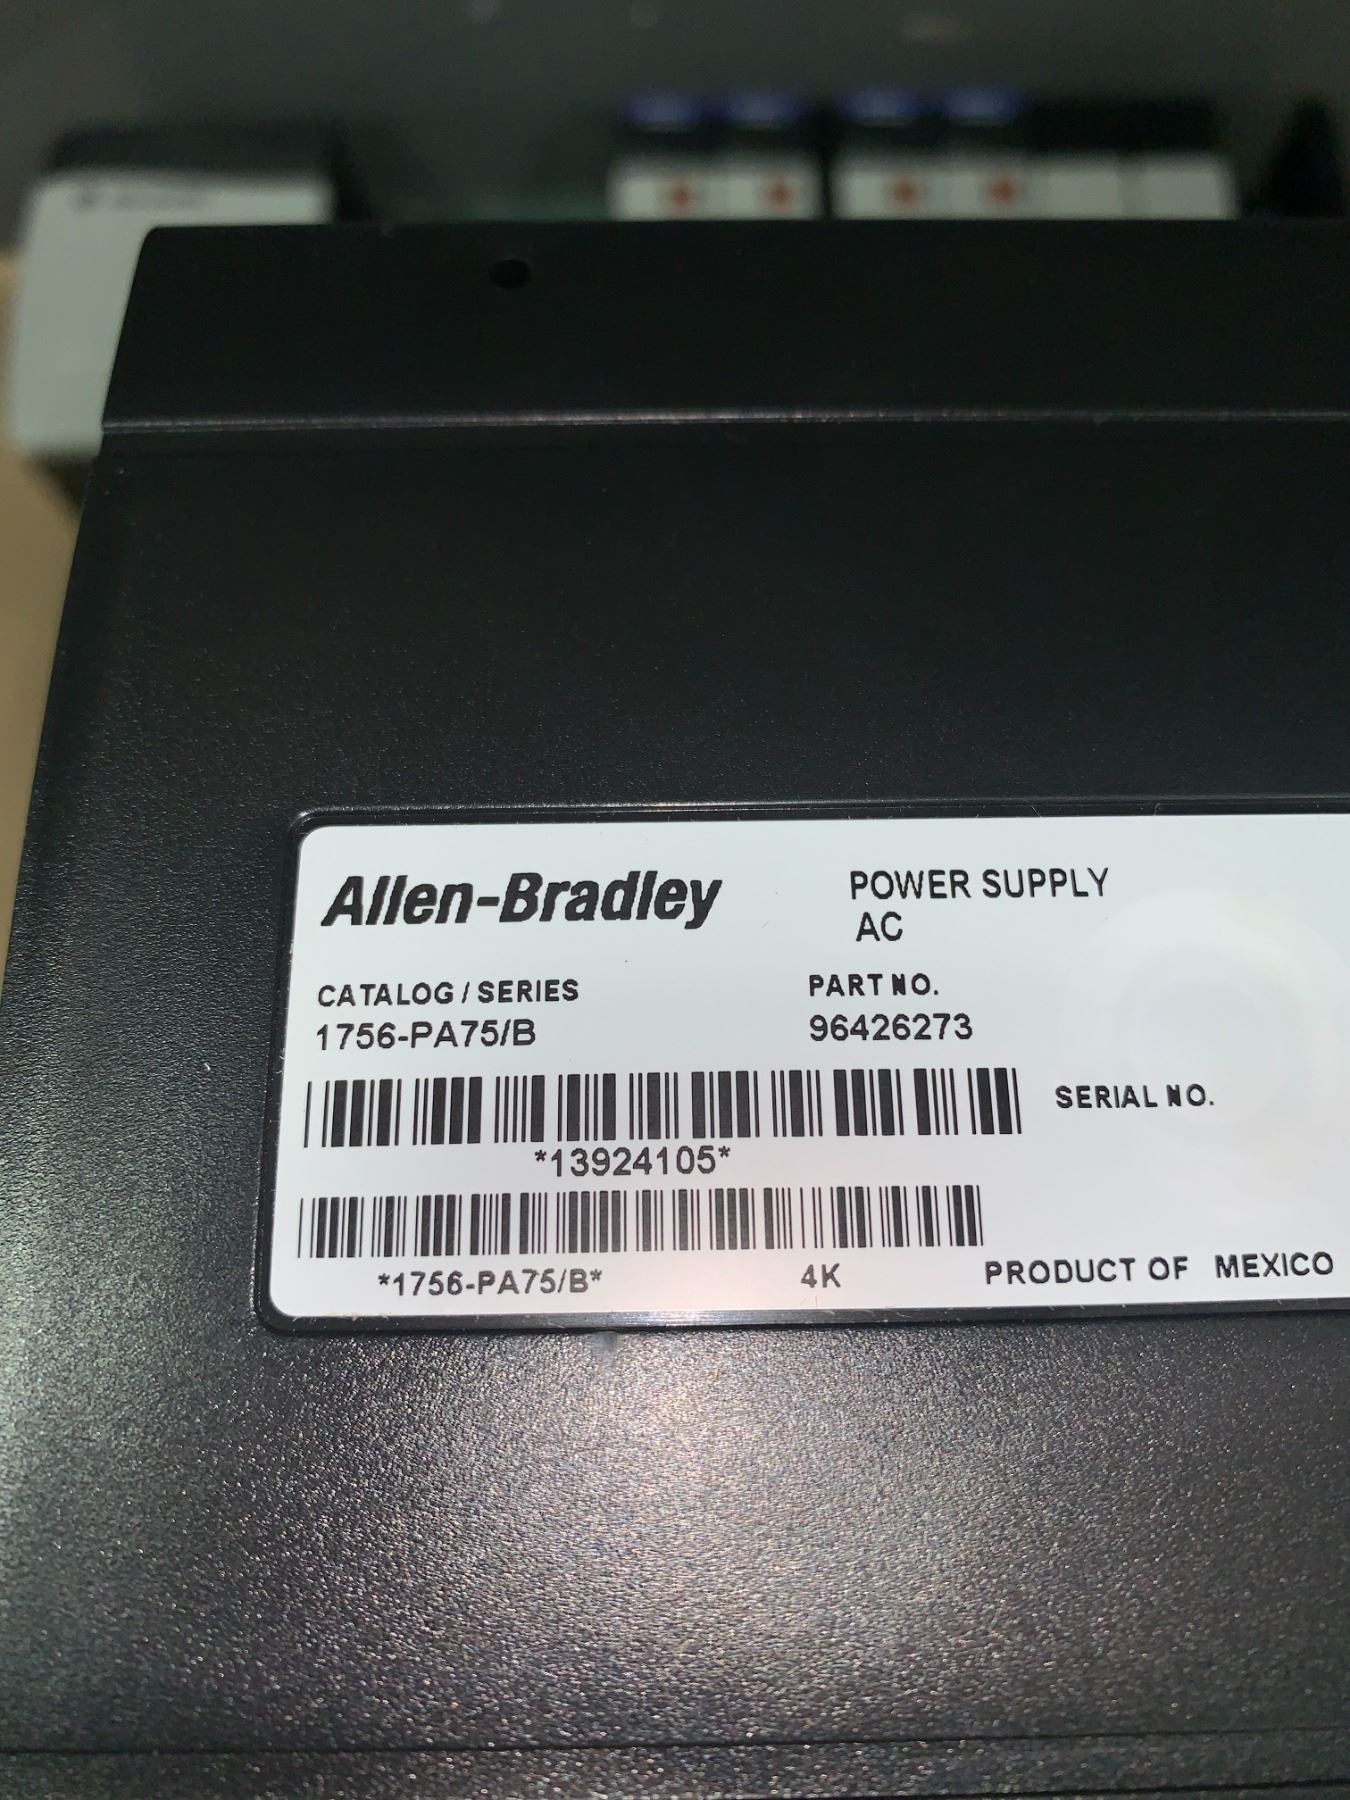 Allen-Bradley
POWER SUPPLY
AC
CATALOG / SERIES
PART NO.
1756-PA75/B
96426273
SERIAL NO.
*13924105*
*1756-PA75/B*
4K
PRODUCT OF MEXICO